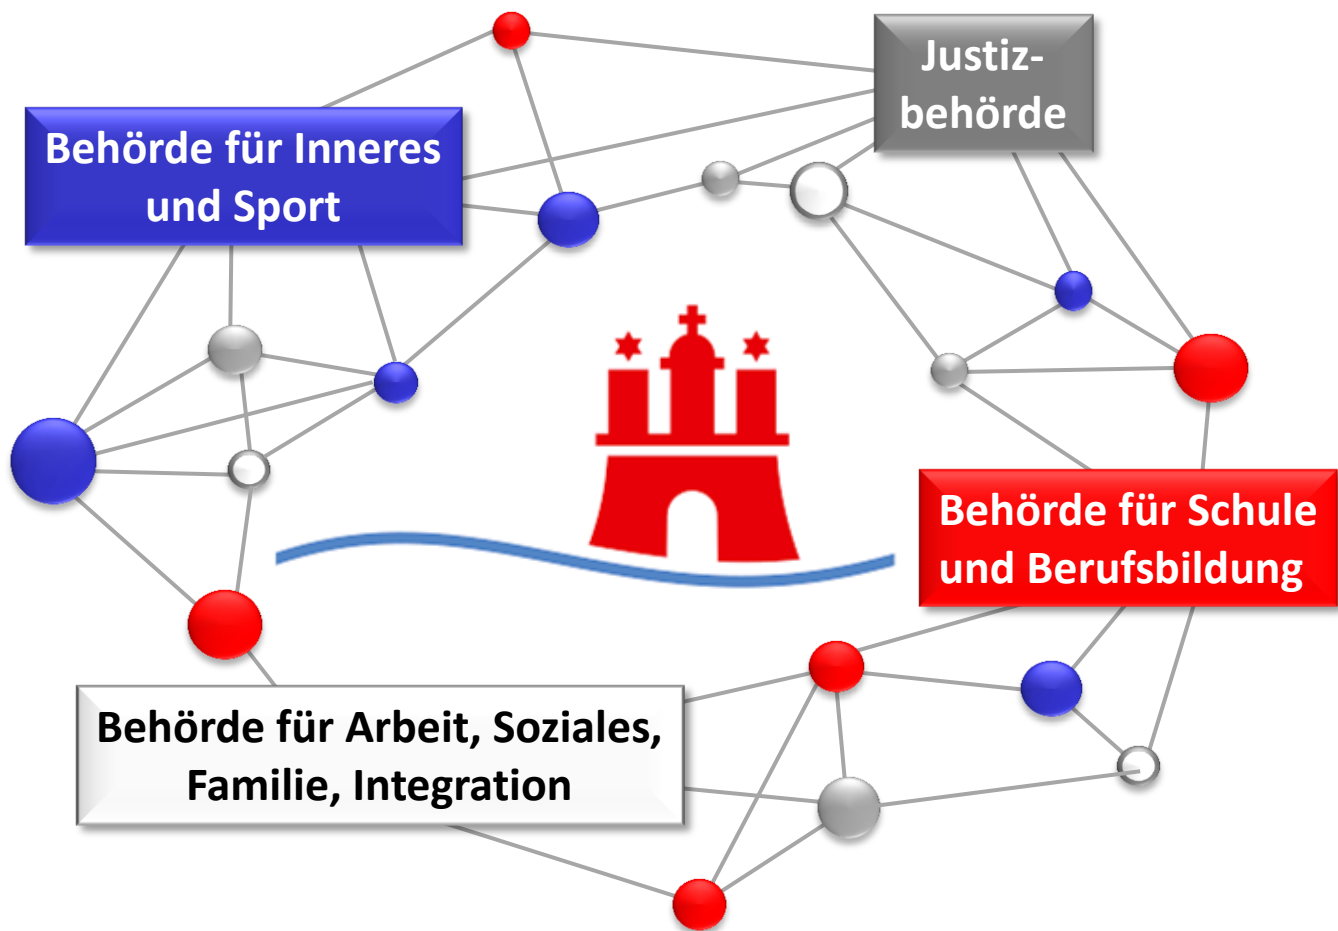 Justiz-
behörde
Behörde für Inneres
und Sport
Behörde für Schule
und Berufsbildung
Behörde für Arbeit, Soziales,
Familie, Integration